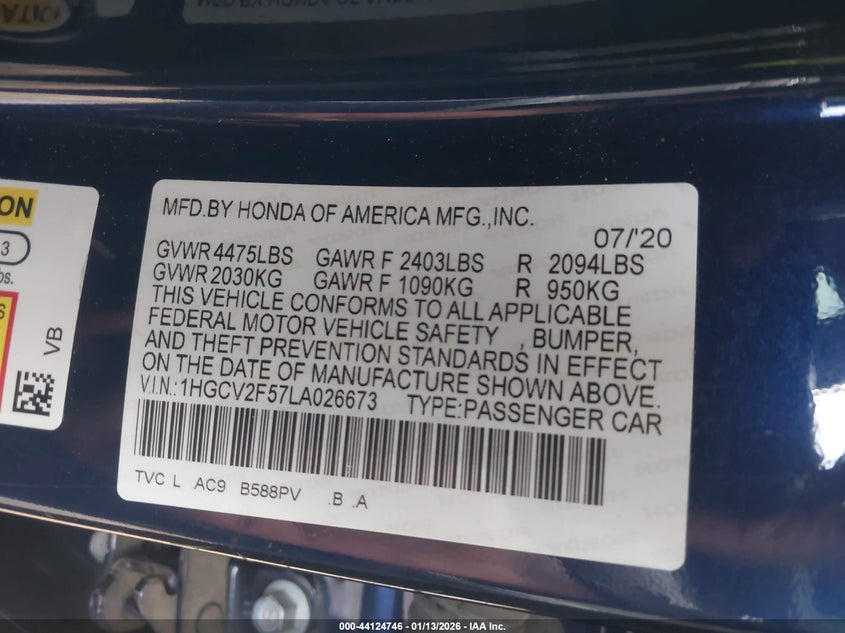 MFD.BY HONDA OF AMERICA MFG.,INC.
07/'20
GVWR 4475LBS GAWR F 2403LBS R 2094LBS
GVWR 2030KG GAWR F 1090KG R 950KG
THIS VEHICLE CONFORMS TO ALL APPLICABLE
FEDERAL MOTOR VEHICLE SAFETY , BUMPER,
AND THEFT PREVENTION STANDARDS IN EFFECT
ON THE DATE OF MANUFACTURE SHOWN ABOVE.
V.I.N.:1HGCV2F57LA026673 TYPE:PASSENGER CAR
TVC L AC9 B588PV .B .A
ON
3
bs.
S
VB
000-44124746 - 01/13/2026 - IAA Inc.